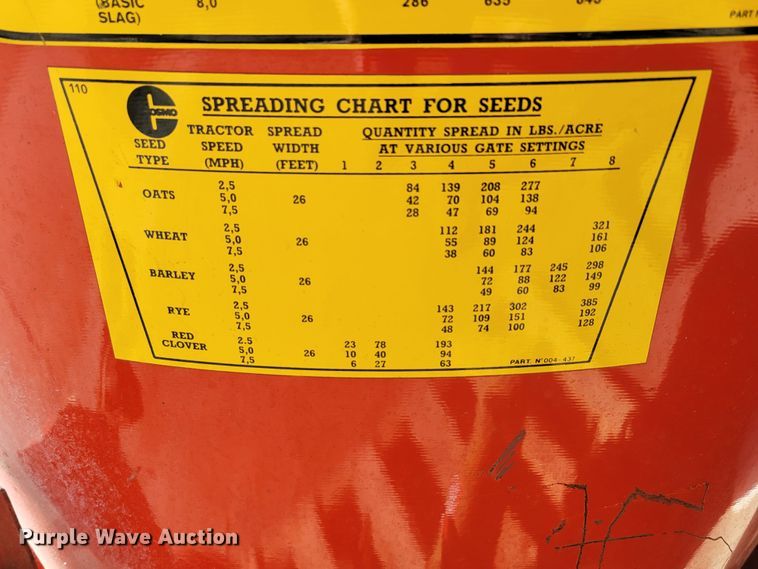 (BASIC 8,0 286 635 845
SLAG)
PART
110
COSMO
SPREADING CHART FOR SEEDS
SEED TYPE TRACTOR SPEED (MPH) SPREAD WIDTH (FEET) QUANTITY SPREAD IN LBS./ACRE
AT VARIOUS GATE SETTINGS
1 2 3 4 5 6 7 8
OATS 2,5 84 139 208 277
5,0 26 42 70 104 138
7,5 28 47 69 94
WHEAT 2,5 112 181 244 321
5,0 26 55 89 124 161
7,5 38 60 83 106
BARLEY 2,5 144 177 245 298
5,0 26 72 88 122 149
7,5 49 60 83 99
RYE 2,5 143 217 302 385
5,0 26 72 109 151 192
7,5 48 74 100 128
RED CLOVER 2.5 23 78 193
5,0 26 10 40 94
7,5 6 27 63
PART. N° 004-437
Purple Wave Auction